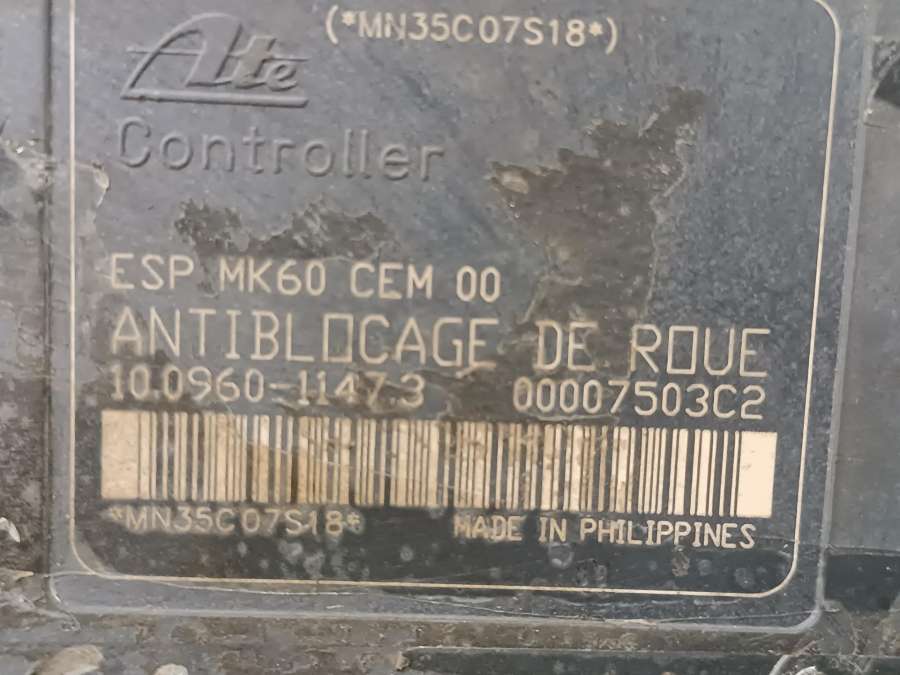 (*MN35C07S18*)
Ate
Controller
ESP MK60 CEM 00
ANTIBLOCAGE DE ROUE
10.0960-1147.3 00007503C2
*MN35C07S18*
MADE IN PHILIPPINES